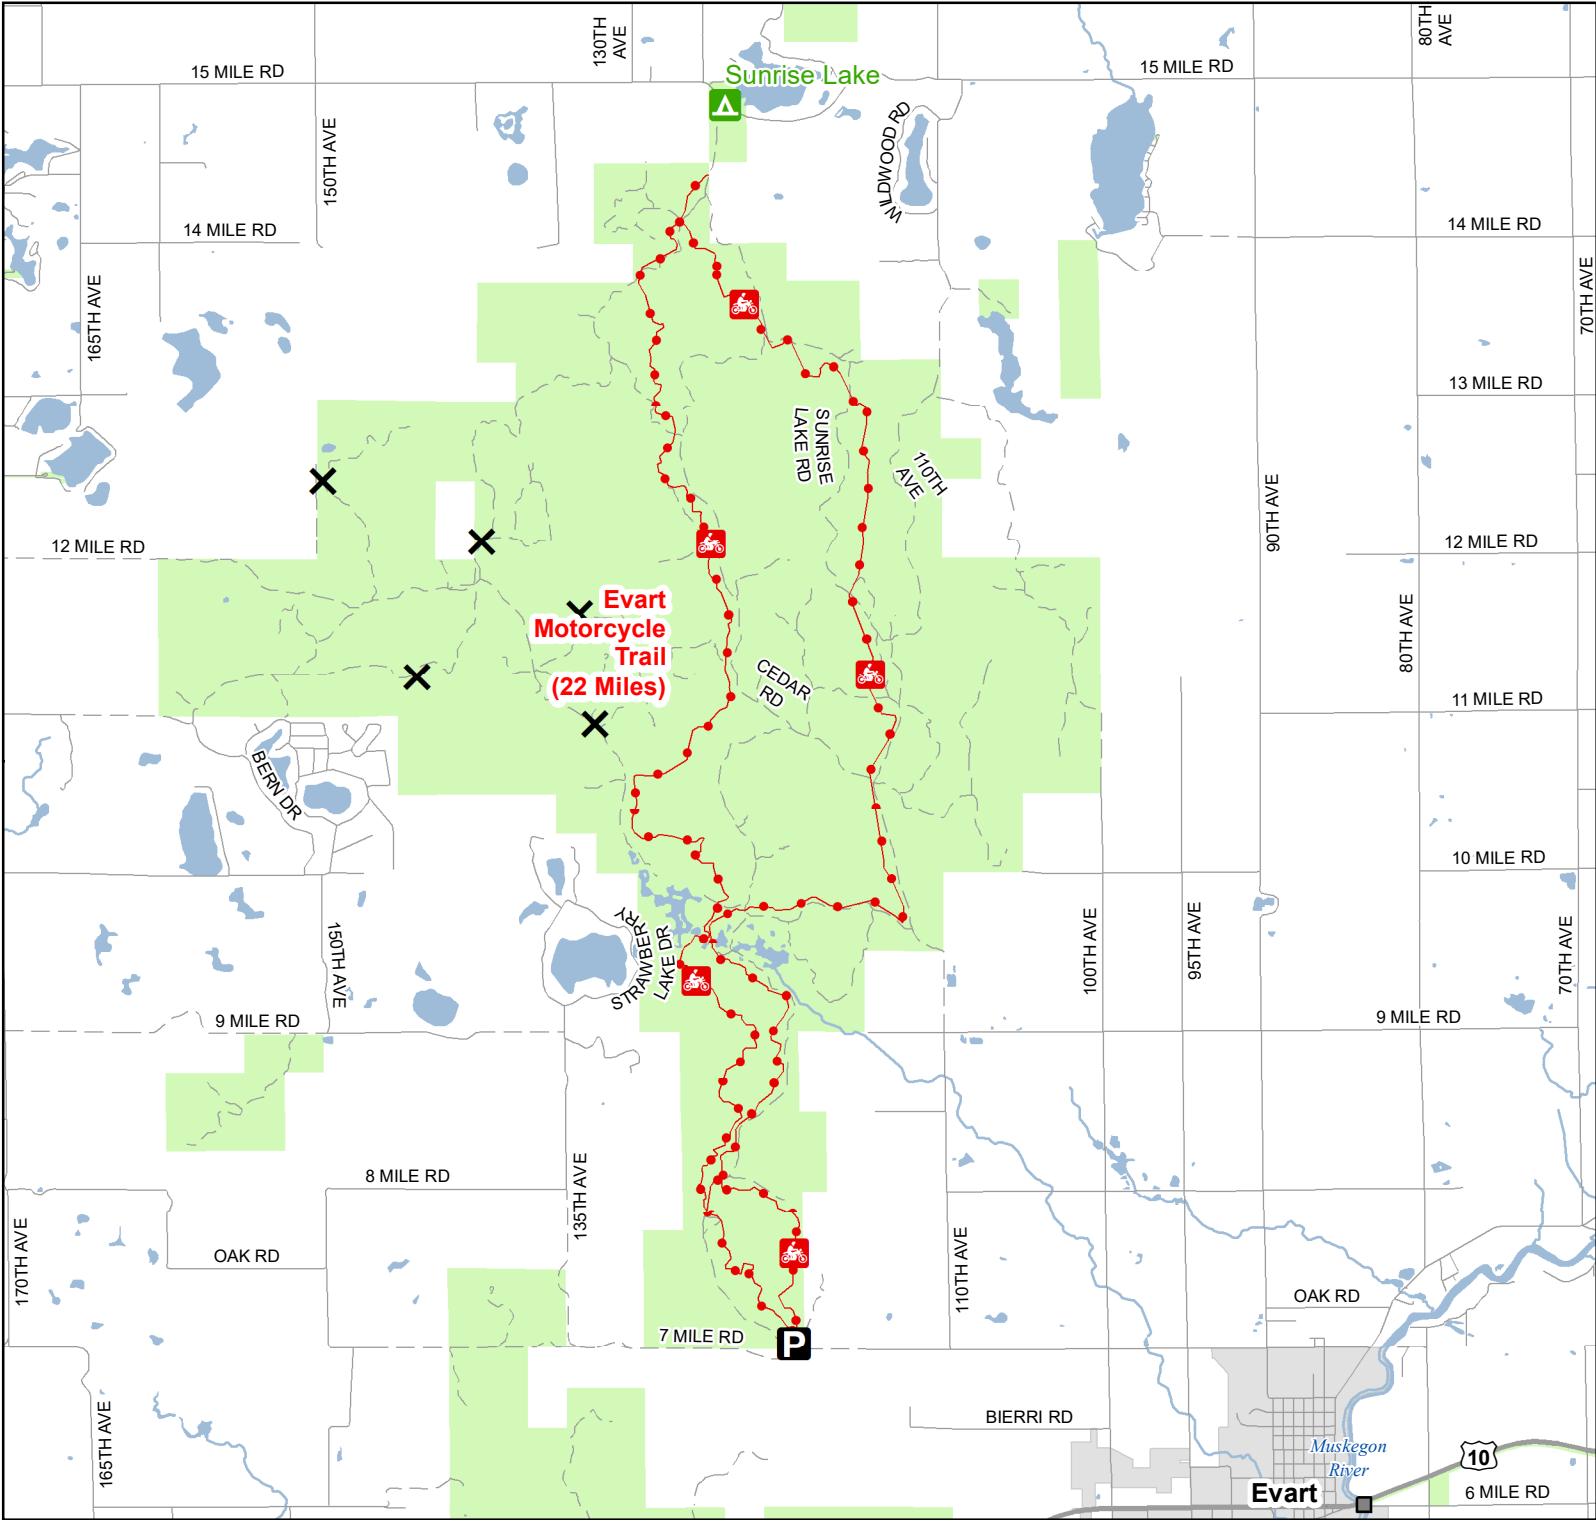 130TH
AVE
80TH
AVE
15 MILE RD
Sunrise Lake
15 MILE RD
150TH AVE
WILDWOOD RD
14 MILE RD
14 MILE RD
165TH AVE
70TH AVE
13 MILE RD
SUNRISE
LAKE RD
110TH
AVE
90TH AVE
12 MILE RD
12 MILE RD
Evart
Motorcycle
Trail
(22 Miles)
80TH AVE
CEDAR
RD
11 MILE RD
BERN DR
10 MILE RD
150TH AVE
STRAWBERRY
LAKE DR
100TH AVE
95TH AVE
70TH AVE
9 MILE RD
9 MILE RD
8 MILE RD
135TH AVE
170TH AVE
OAK RD
110TH AVE
OAK RD
7 MILE RD
P
165TH AVE
BIERRI RD
Muskegon
River
10
Evart
6 MILE RD